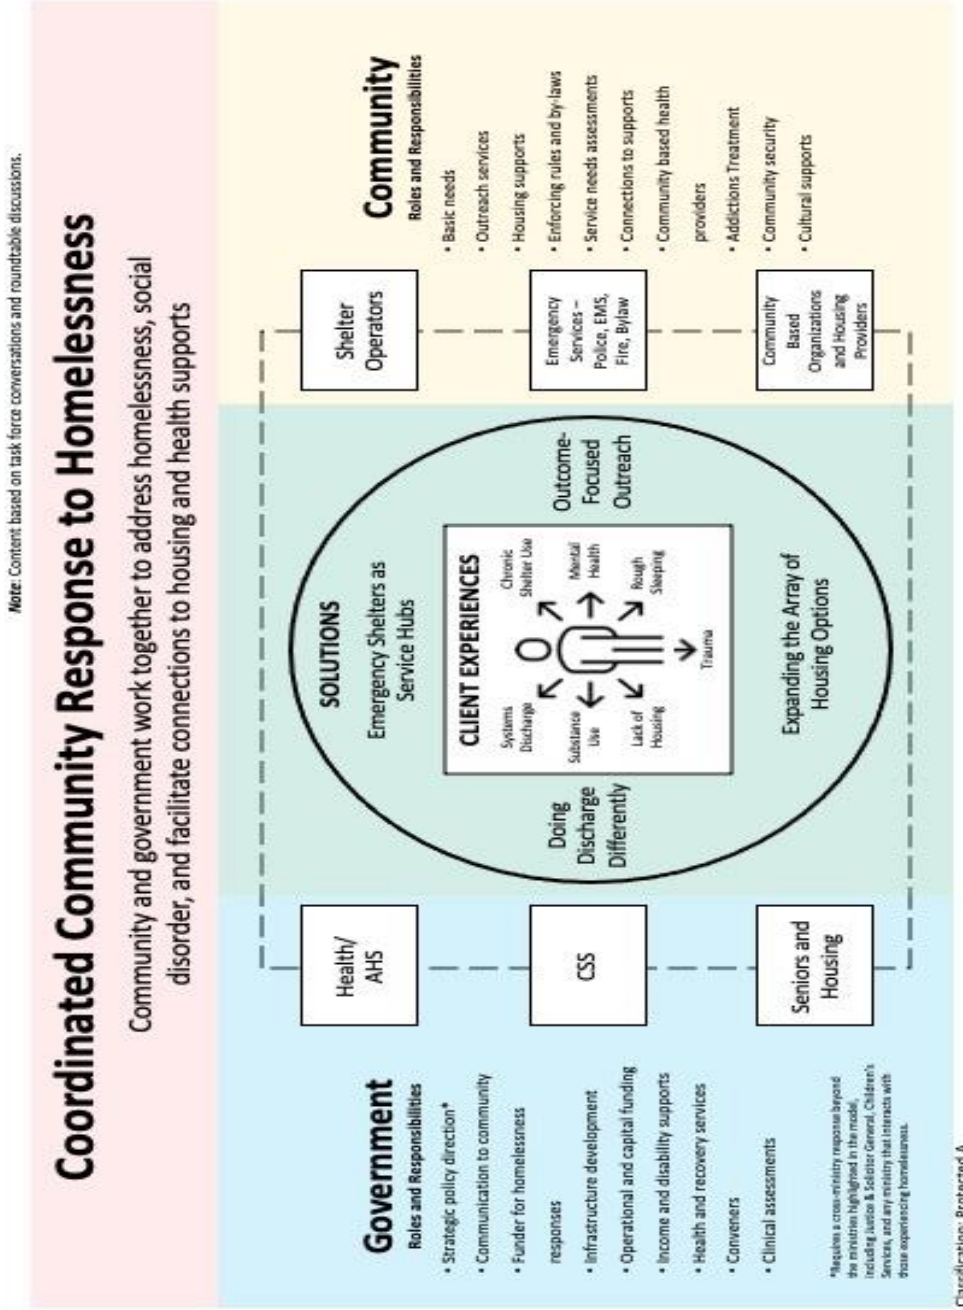 Note: Content based on task force conversations and roundtable discussions.
Coordinated Community Response to Homelessness
Community and government work together to address homelessness, social
disorder, and facilitate connections to housing and health supports
Government
Roles and Responsibilities
• Strategic policy direction*
• Communication to community
• Funder for homelessness
responses
• Infrastructure development
• Operational and capital funding
• Income and disability supports
• Health and recovery services
• Conveners
• Clinical assessments
*Requires a cross-ministry response beyond
the ministries highlighted in the model,
including Justice & Solicitor General, Children's
Services, and any ministry that interacts with
those experiencing homelessness.
Health/
AHS
CSS
Seniors and
Housing
SOLUTIONS
Emergency Shelters as
Service Hubs
Doing
Discharge
Differently
CLIENT EXPERIENCES
Systems
Discharge
Chronic
Shelter Use
Substance
Use
Mental
Health
Lack of
Housing
Rough
Sleeping
Trauma
Outcome-
Focused
Outreach
Expanding the Array of
Housing Options
Shelter
Operators
Emergency
Services –
Police, EMS,
Fire, Bylaw
Community
Based
Organizations
and Housing
Providers
Community
Roles and Responsibilities
• Basic needs
• Outreach services
• Housing supports
• Enforcing rules and by-laws
• Service needs assessments
• Connections to supports
• Community based health
providers
• Addictions Treatment
• Community security
• Cultural supports
Classification: Protected A